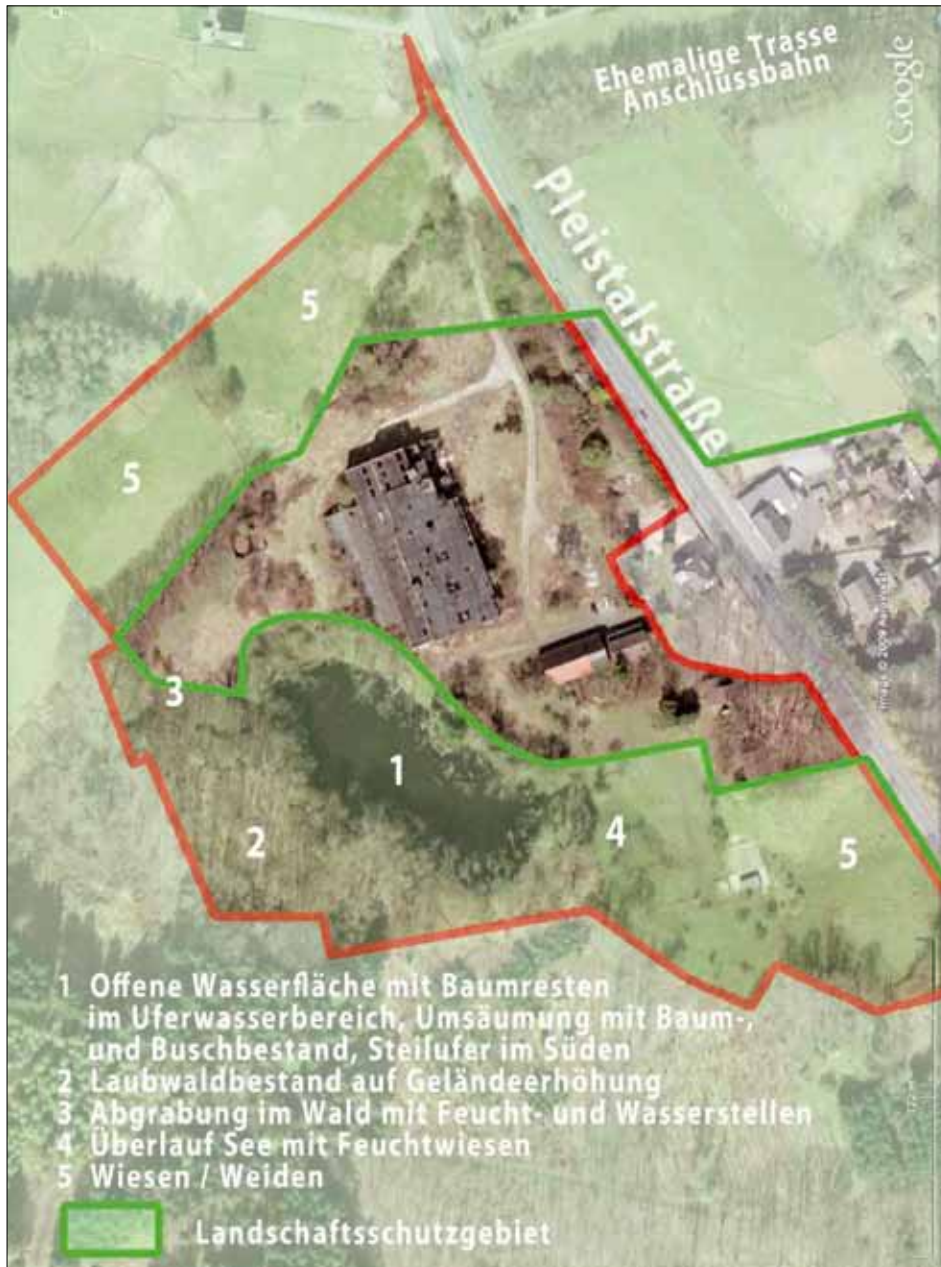 Ehemalige Trasse
Anschlussbahn
Google
Pleistalstraße
5
5
3
1
2
4
5
1 Offene Wasserfläche mit Baumresten
im Uferwasserbereich, Umsäumung mit Baum-,
und Buschbestand, Steilufer im Süden
2 Laubwaldbestand auf Geländeerhöhung
3 Abgrabung im Wald mit Feucht- und Wasserstellen
4 Überlauf See mit Feuchtwiesen
5 Wiesen / Weiden
Landschaftsschutzgebiet